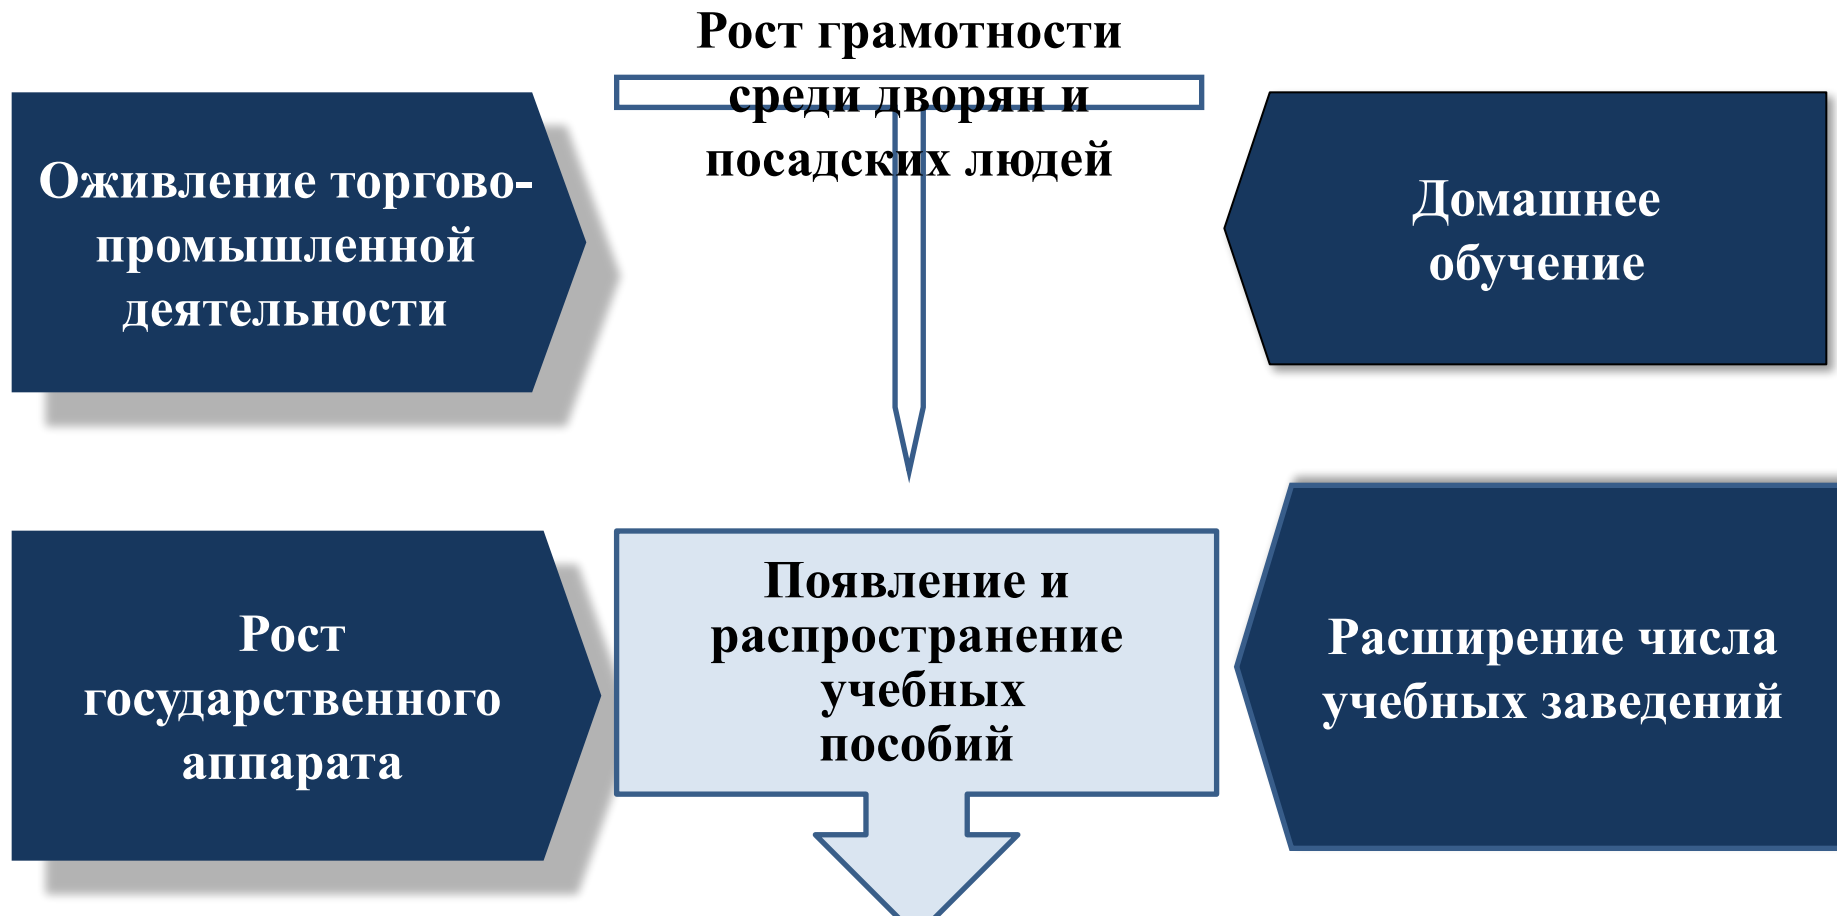 Рост грамотности
среди дворян и
посадских людей
Оживление торгово-
промышленной
деятельности
Домашнее
обучение
Рост
государственного
аппарата
Появление и
распространение
учебных
пособий
Расширение числа
учебных заведений